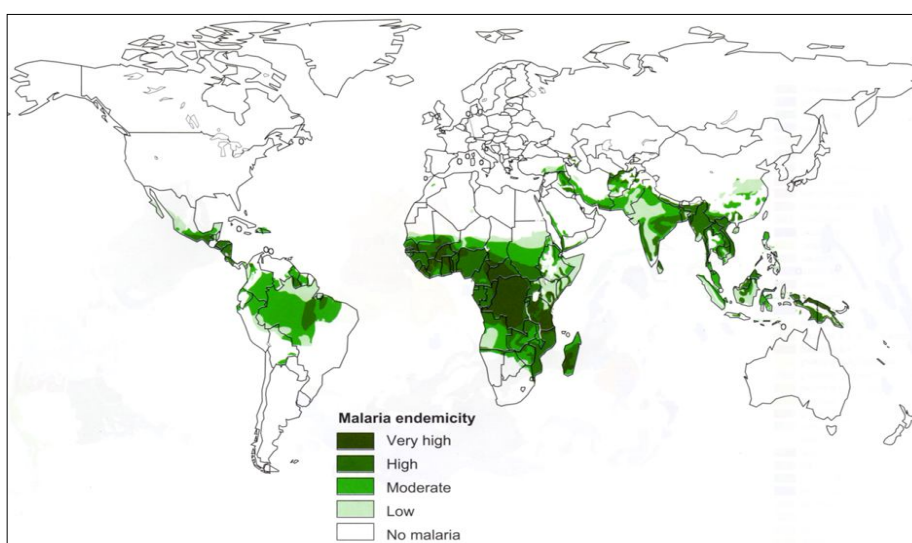 Malaria endemicity
Very high
High
Moderate
Low
No malaria